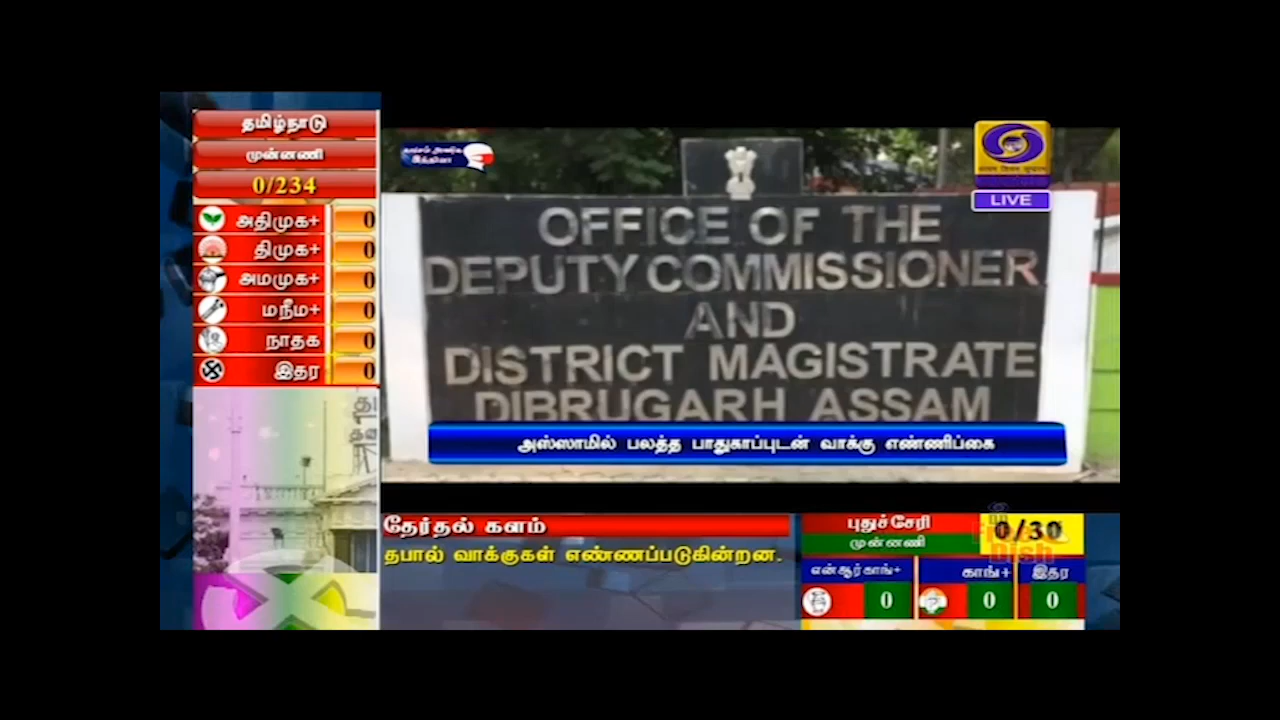 தமிழ்நாடு
முன்னணி
0/234
அதிமுக+ 0
திமுக+ 0
அமமுக+ 0
மநீம+ 0
நாதக 0
இதர 0
இந்தியா
LIVE
OFFICE OF THE
DEPUTY COMMISSIONER
AND
DISTRICT MAGISTRATE
DIBRUGARH ASSAM
அஸ்ஸாமில் பலத்த பாதுகாப்புடன் வாக்கு எண்ணிப்கை
தேர்தல் களம்
தபால் வாக்குகள் எண்ணப்படுகின்றன.
புதுச்சேரி
முன்னணி
0/30
Dish
என்ஆர்காங்+ காங்+ இதர
0 0 0